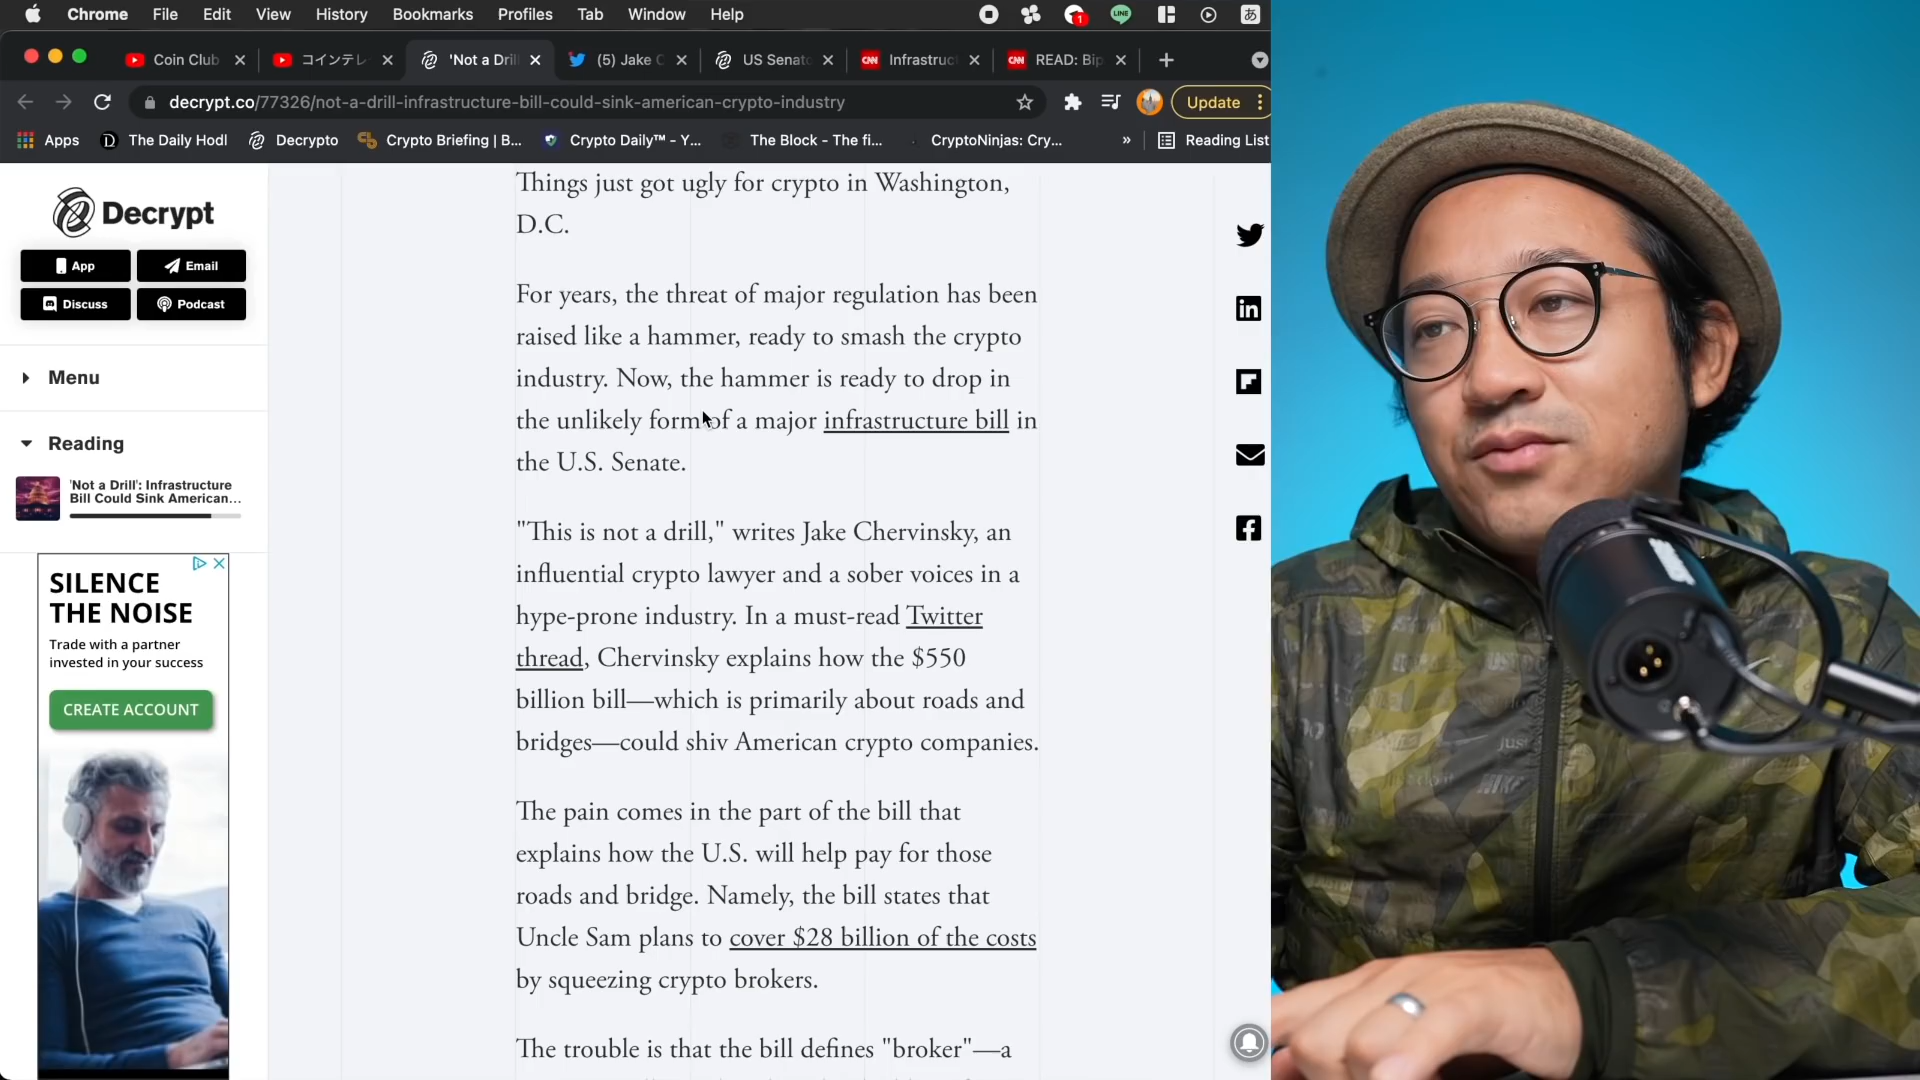 Chrome File Edit View History Bookmarks Profiles Tab Window Help
1
LINE
あ
Coin Club
コインテレ
'Not a Dril
(5) Jake C
US Senat
CNN Infrastruc
CNN READ: Bip
decrypt.co/77326/not-a-drill-infrastructure-bill-could-sink-american-crypto-industry
Update
Apps
The Daily Hodl
Decrypto
Crypto Briefing | B...
Crypto Daily™ - Y...
The Block - The fi...
CryptoNinjas: Cry...
»
Reading List
Decrypt
App
Email
Discuss
Podcast
Menu
Reading
'Not a Drill': Infrastructure
Bill Could Sink American...
SILENCE
THE NOISE
Trade with a partner
invested in your success
CREATE ACCOUNT
Things just got ugly for crypto in Washington,
D.C.
For years, the threat of major regulation has been
raised like a hammer, ready to smash the crypto
industry. Now, the hammer is ready to drop in
the unlikely form of a major infrastructure bill in
the U.S. Senate.
"This is not a drill," writes Jake Chervinsky, an
influential crypto lawyer and a sober voices in a
hype-prone industry. In a must-read Twitter
thread, Chervinsky explains how the $550
billion bill—which is primarily about roads and
bridges—could shiv American crypto companies.
The pain comes in the part of the bill that
explains how the U.S. will help pay for those
roads and bridge. Namely, the bill states that
Uncle Sam plans to cover $28 billion of the costs
by squeezing crypto brokers.
The trouble is that the bill defines "broker"—a
in
NIKE